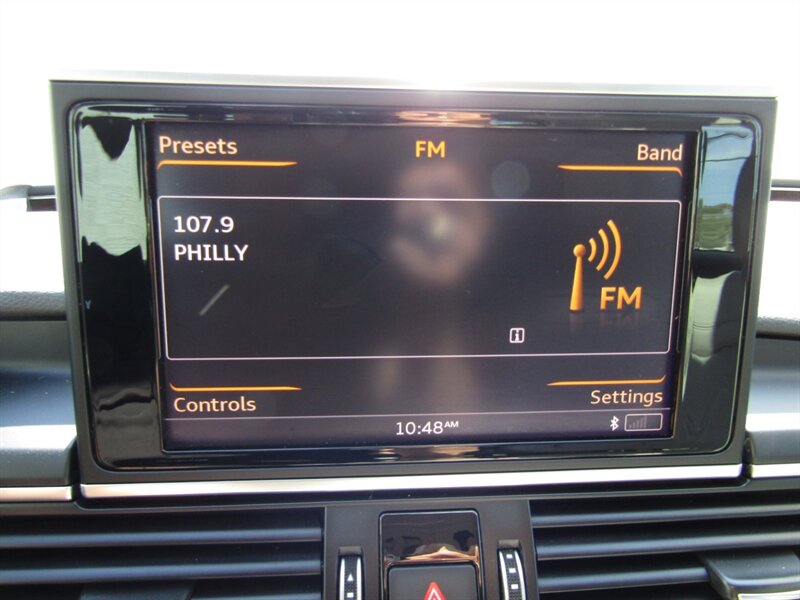 Presets FM Band
107.9
PHILLY
FM
i
Controls Settings
10:48AM